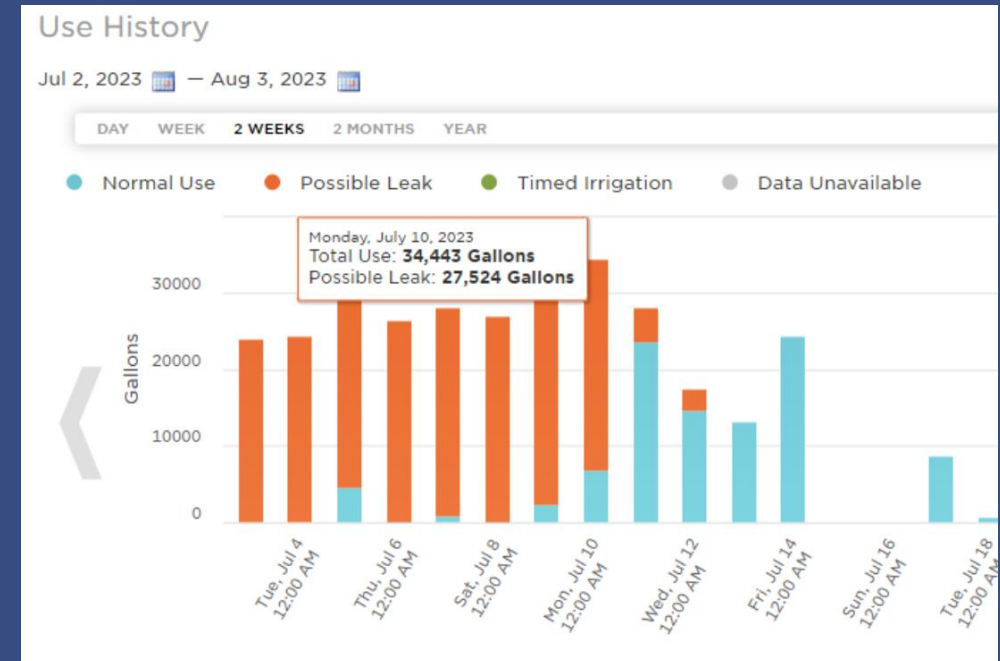 Use History
Jul 2, 2023 — Aug 3, 2023
DAY WEEK 2 WEEKS 2 MONTHS YEAR
Normal Use Possible Leak Timed Irrigation Data Unavailable
Monday, July 10, 2023
Total Use: 34,443 Gallons
Possible Leak: 27,524 Gallons
Gallons
30000
20000
10000
0
Tue, Jul 4
12:00 AM
Thu, Jul 6
12:00 AM
Sat, Jul 8
12:00 AM
Mon, Jul 10
12:00 AM
Wed, Jul 12
12:00 AM
Fri, Jul 14
12:00 AM
Sun, Jul 16
12:00 AM
Tue, Jul 18
12:00 AM